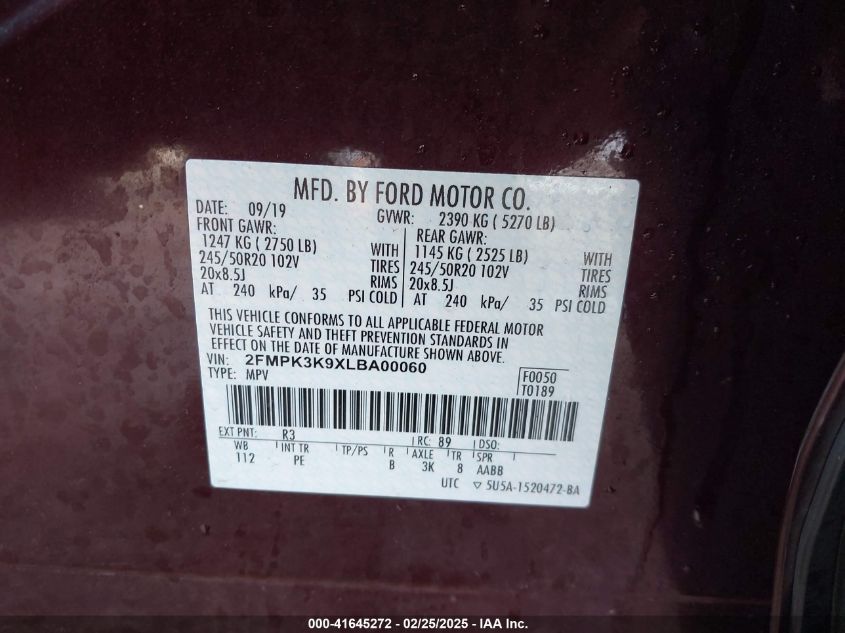 MFD. BY FORD MOTOR CO.
DATE: 09/19 GVWR: 2390 KG ( 5270 LB)
FRONT GAWR: REAR GAWR:
1247 KG ( 2750 LB) WITH 1145 KG ( 2525 LB) WITH
245/50R20 102V TIRES 245/50R20 102V TIRES
20x8.5J RIMS 20x8.5J RIMS
AT 240 kPa/ 35 PSI COLD AT 240 kPa/ 35 PSI COLD
THIS VEHICLE CONFORMS TO ALL APPLICABLE FEDERAL MOTOR
VEHICLE SAFETY AND THEFT PREVENTION STANDARDS IN
EFFECT ON THE DATE OF MANUFACTURE SHOWN ABOVE.
VIN: 2FMPK3K9XLBA00060
TYPE: MPV F0050
T0189
EXT PNT: R3 RC: 89 DSO:
WB INT TR TP/PS R AXLE TR SPR
112 PE B 3K 8 AABB
UTC ▽ 5U5A-1520472-BA
000-41645272 - 02/25/2025 - IAA Inc.